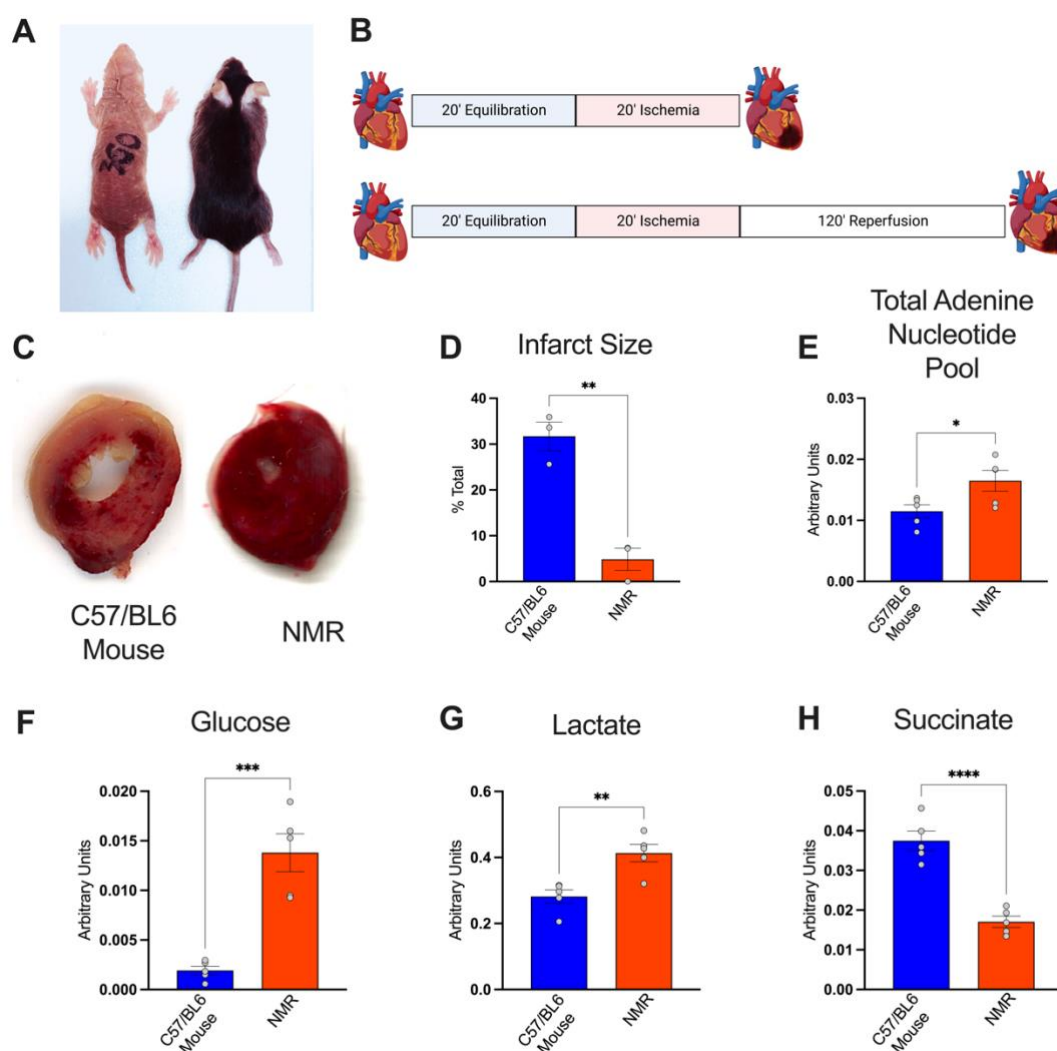 A
360
B
20' Equilibration
20' Ischemia
20' Equilibration
20' Ischemia
120' Reperfusion
C
C57/BL6
Mouse
NMR
D
Infarct Size
**
% Total
40
30
20
10
0
C57/BL6
Mouse
NMR
E
Total Adenine
Nucleotide
Pool
*
Arbitrary Units
0.03
0.02
0.01
0.00
C57/BL6
Mouse
NMR
F
Glucose
***
Arbitrary Units
0.020
0.015
0.010
0.005
0.000
C57/BL6
Mouse
NMR
G
Lactate
**
Arbitrary Units
0.6
0.4
0.2
0.0
C57/BL6
Mouse
NMR
H
Succinate
****
Arbitrary Units
0.05
0.04
0.03
0.02
0.01
0.00
C57/BL6
Mouse
NMR